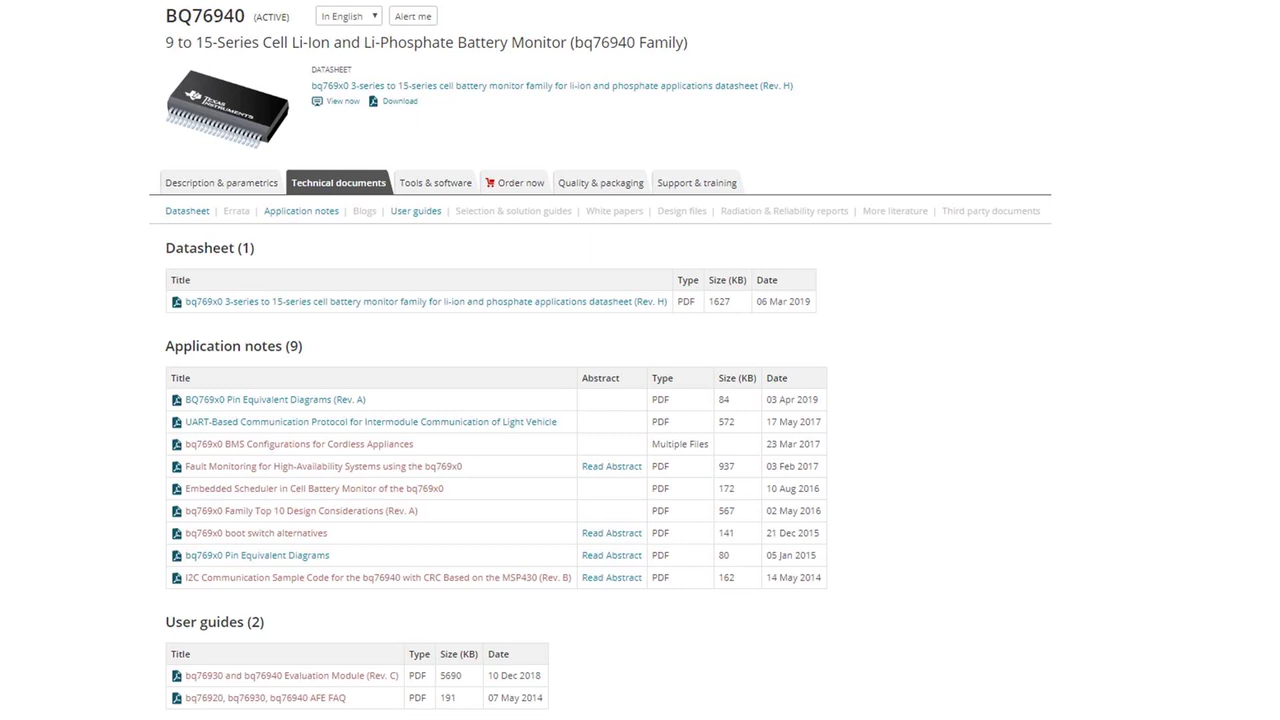 BQ76940 (ACTIVE) In English ▼ Alert me
9 to 15-Series Cell Li-Ion and Li-Phosphate Battery Monitor (bq76940 Family)
DATASHEET
bq769x0 3-series to 15-series cell battery monitor family for li-ion and phosphate applications datasheet (Rev. H)
View now Download
TEXAS
INSTRUMENTS
Description & parametrics Technical documents Tools & software Order now Quality & packaging Support & training
Datasheet | Errata | Application notes | Blogs | User guides | Selection & solution guides | White papers | Design files | Radiation & Reliability reports | More literature | Third party documents
Datasheet (1)
Title Type Size (KB) Date
bq769x0 3-series to 15-series cell battery monitor family for li-ion and phosphate applications datasheet (Rev. H) PDF 1627 06 Mar 2019
Application notes (9)
Title Abstract Type Size (KB) Date
BQ769x0 Pin Equivalent Diagrams (Rev. A) PDF 84 03 Apr 2019
UART-Based Communication Protocol for Intermodule Communication of Light Vehicle PDF 572 17 May 2017
bq769x0 BMS Configurations for Cordless Appliances Multiple Files 23 Mar 2017
Fault Monitoring for High-Availability Systems using the bq769x0 Read Abstract PDF 937 03 Feb 2017
Embedded Scheduler in Cell Battery Monitor of the bq769x0 PDF 172 10 Aug 2016
bq769x0 Family Top 10 Design Considerations (Rev. A) PDF 567 02 May 2016
bq769x0 boot switch alternatives Read Abstract PDF 141 21 Dec 2015
bq769x0 Pin Equivalent Diagrams Read Abstract PDF 80 05 Jan 2015
I2C Communication Sample Code for the bq76940 with CRC Based on the MSP430 (Rev. B) Read Abstract PDF 162 14 May 2014
User guides (2)
Title Type Size (KB) Date
bq76930 and bq76940 Evaluation Module (Rev. C) PDF 5690 10 Dec 2018
bq76920, bq76930, bq76940 AFE FAQ PDF 191 07 May 2014